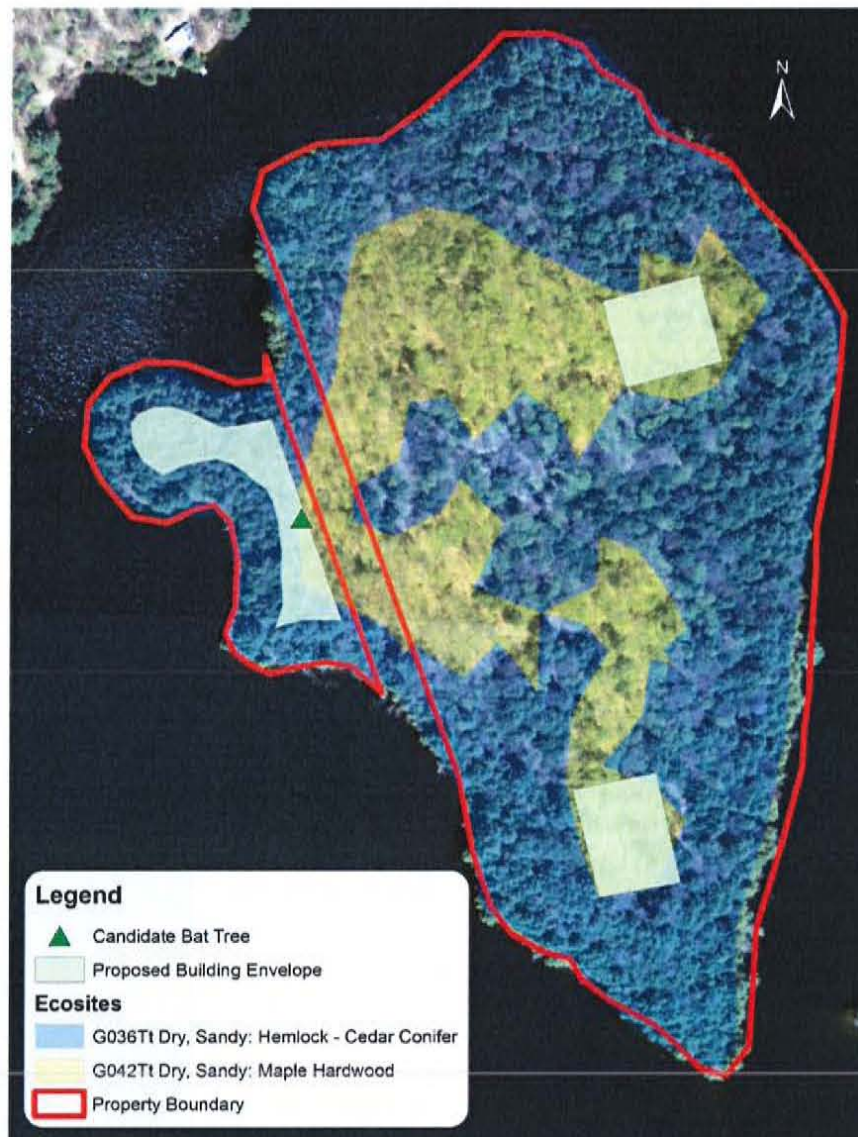 N
Legend
Candidate Bat Tree
Proposed Building Envelope
Ecosites
G036Tt Dry, Sandy: Hemlock - Cedar Conifer
G042Tt Dry, Sandy: Maple Hardwood
Property Boundary